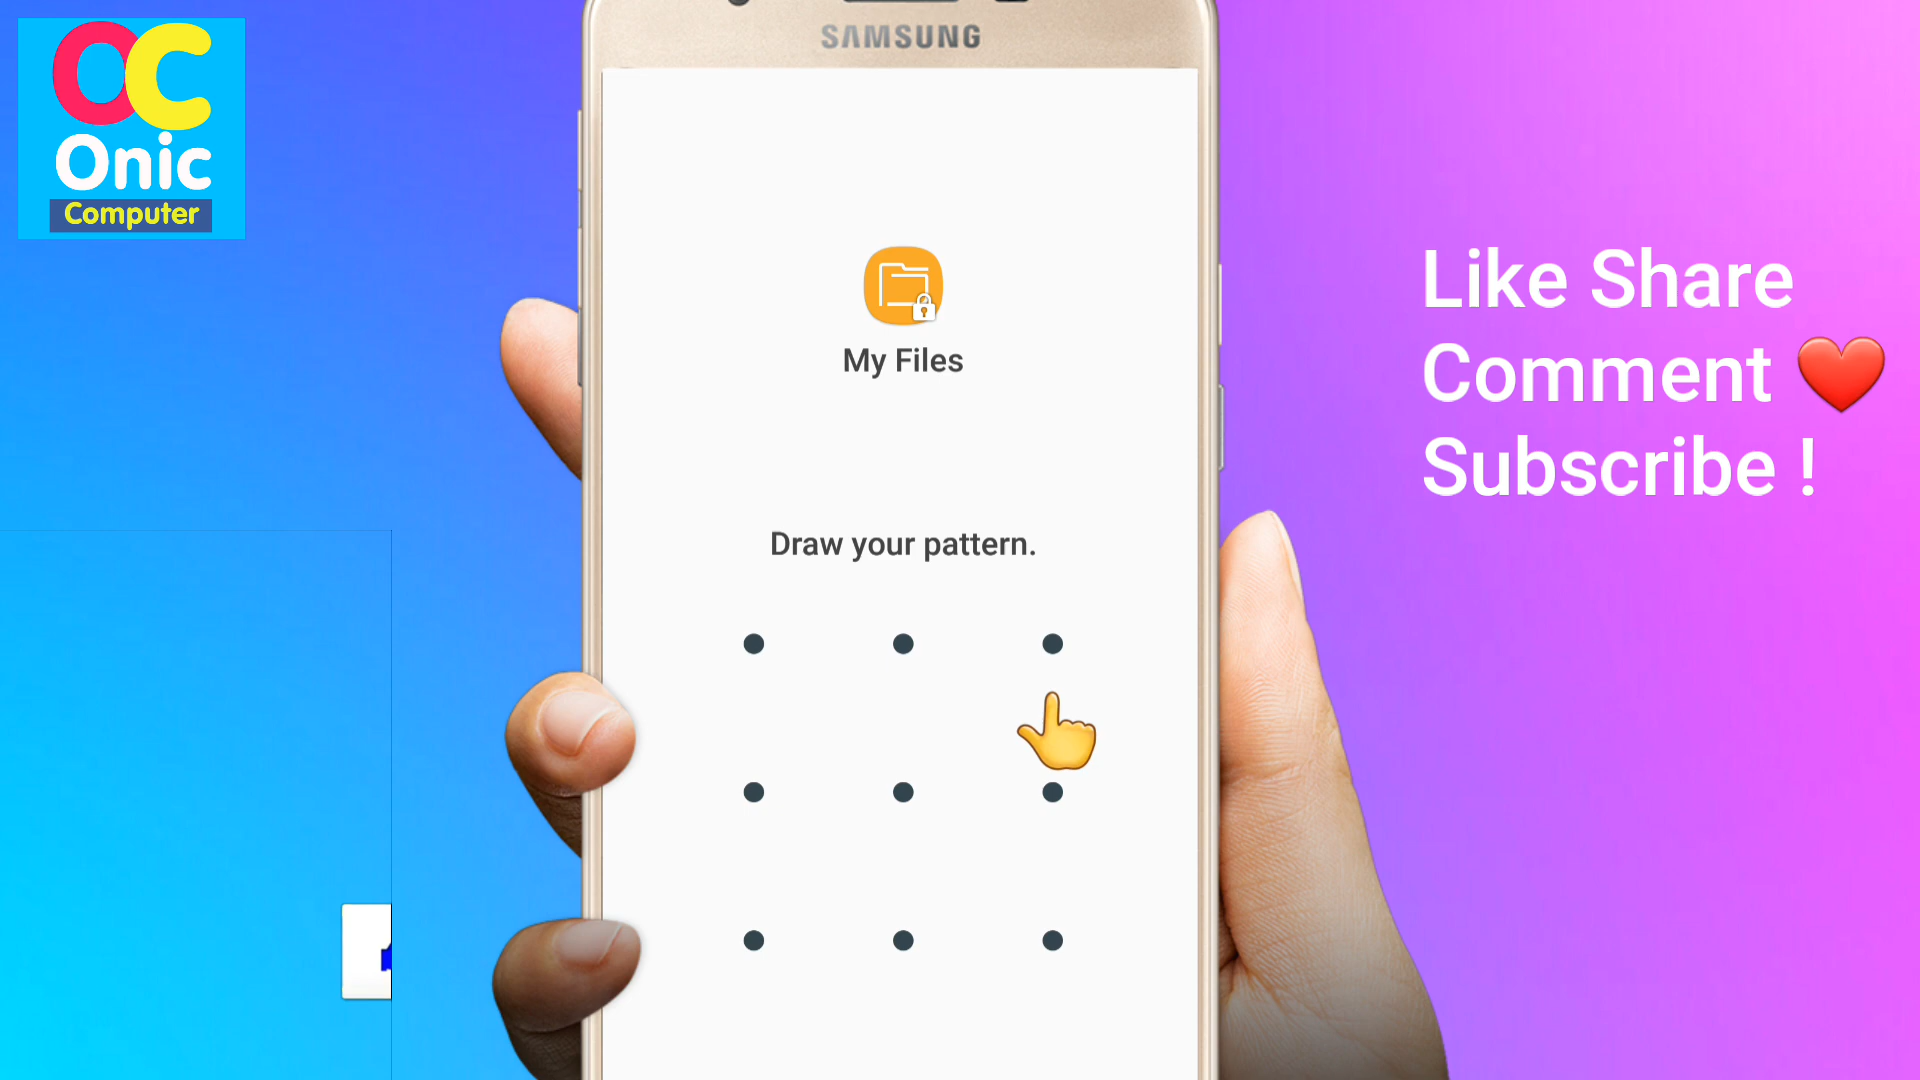 OC
Onic
Computer
SAMSUNG
My Files
Draw your pattern.
Like Share
Comment ❤️
Subscribe !